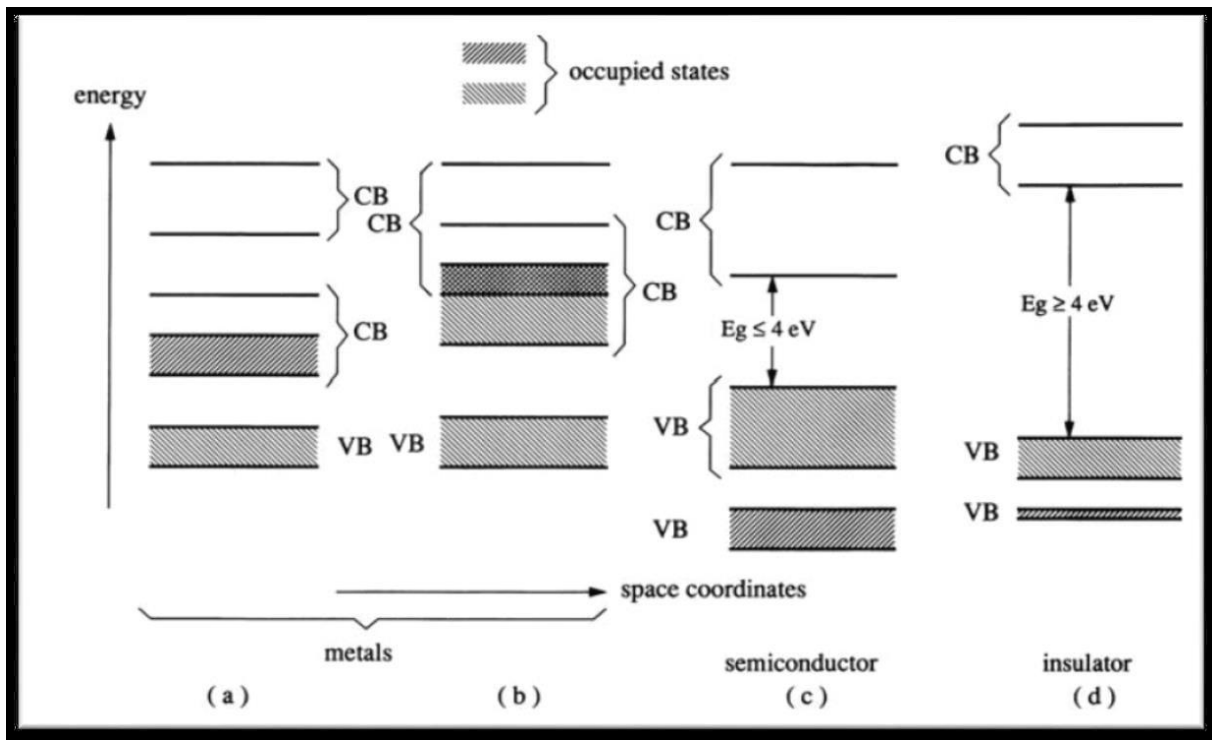 occupied states
energy
CB
CB
CB
CB
CB
CB
Eg ≤ 4 eV
Eg ≥ 4 eV
VB
VB
VB
VB
VB
VB
space coordinates
metals
semiconductor
insulator
( a )
( b )
( c )
( d )